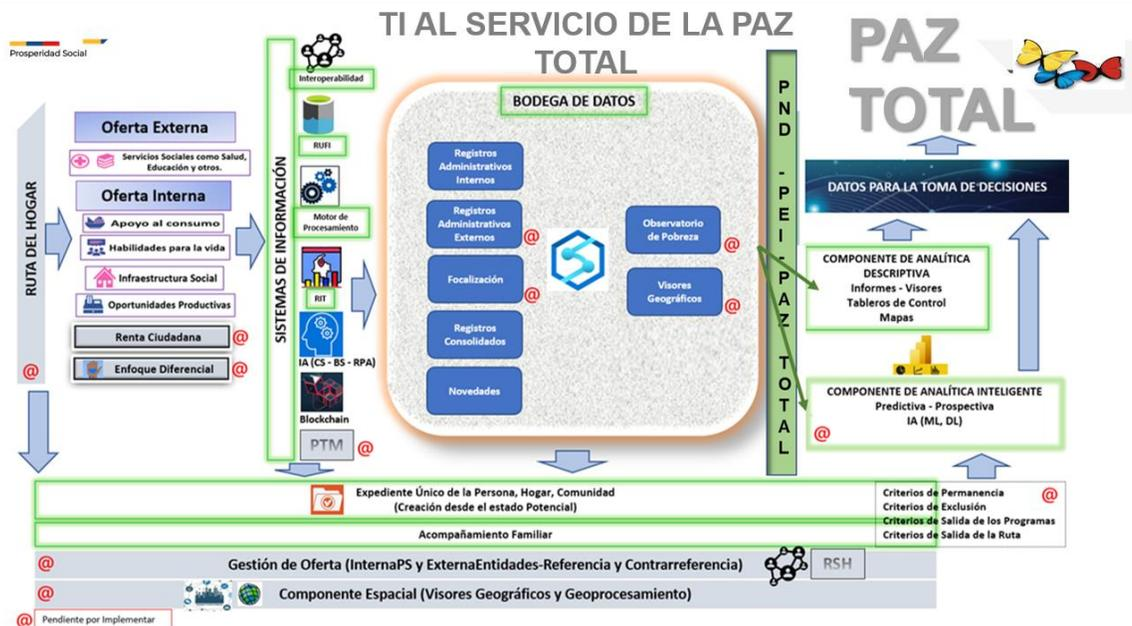 TI AL SERVICIO DE LA PAZ
TOTAL
Prosperidad Social
PAZ
TOTAL
RUTA DEL HOGAR
@
Oferta Externa
Servicios Sociales como Salud,
Educación y otros.
Oferta Interna
Apoyo al consumo
Habilidades para la vida
Infraestructura Social
Oportunidades Productivas
Renta Ciudadana
@
Enfoque Diferencial
@
SISTEMAS DE INFORMACIÓN
Interoperabilidad
RUFI
Motor de
Procesamiento
RIT
IA (CS - BS - RPA)
Blockchain
PTM
@
BODEGA DE DATOS
Registros
Administrativos
Internos
Registros
Administrativos
Externos
@
Focalización
@
Registros
Consolidados
Novedades
Observatorio
de Pobreza
@
Visores
Geográficos
@
PND - PEI - PAZ TOTAL
DATOS PARA LA TOMA DE DECISIONES
COMPONENTE DE ANALÍTICA
DESCRIPTIVA
Informes - Visores
Tableros de Control
Mapas
COMPONENTE DE ANALÍTICA INTELIGENTE
Predictiva - Prospectiva
IA (ML, DL)
@
Expediente Único de la Persona, Hogar, Comunidad
(Creación desde el estado Potencial)
Acompañamiento Familiar
Criterios de Permanencia
@
Criterios de Exclusión
Criterios de Salida de los Programas
Criterios de Salida de la Ruta
@
Gestión de Oferta (InternaPS y ExternaEntidades-Referencia y Contrarreferencia)
RSH
@
Componente Espacial (Visores Geográficos y Geoprocesamiento)
@ Pendiente por Implementar